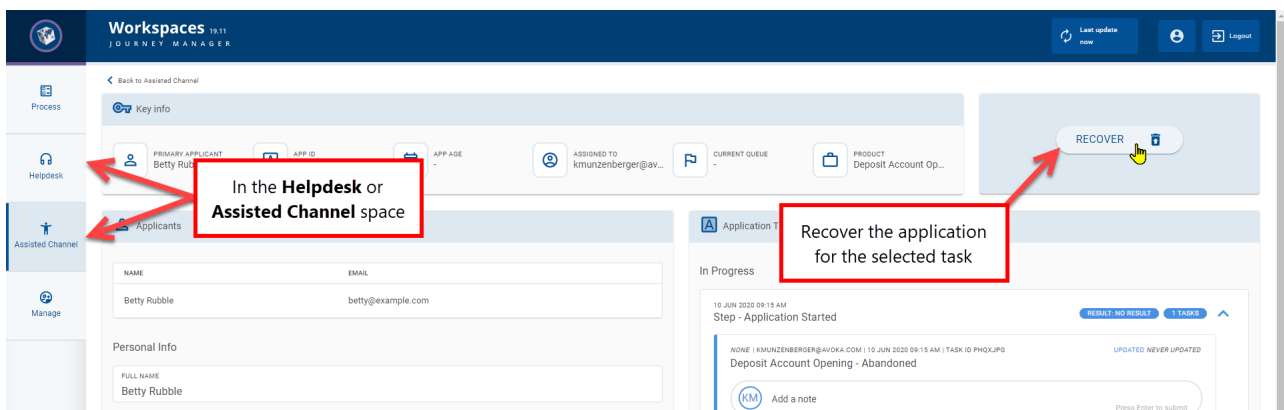 Workspaces 19.11
JOURNEY MANAGER
Last update
now
Logout
Process
Helpdesk
Assisted Channel
Manage
Back to Assisted Channel
Key info
PRIMARY APPLICANT
Betty Rub
APP ID
APP AGE
-
ASSIGNED TO
kmunzenberger@avo...
CURRENT QUEUE
-
PRODUCT
Deposit Account Op...
RECOVER
In the Helpdesk or
Assisted Channel space
Recover the application
for the selected task
Applicants
NAME
EMAIL
Betty Rubble
betty@example.com
Personal Info
FULL NAME
Betty Rubble
A
Application T
In Progress
10 JUN 2020 09:15 AM
Step - Application Started
RESULT: NO RESULT
1 TASKS
NONE | KMUNZENBERGER@AVOKA.COM | 10 JUN 2020 09:15 AM | TASK ID PHQXJPG
UPDATED NEVER UPDATED
Deposit Account Opening - Abandoned
KM
Add a note
Press Enter to submit